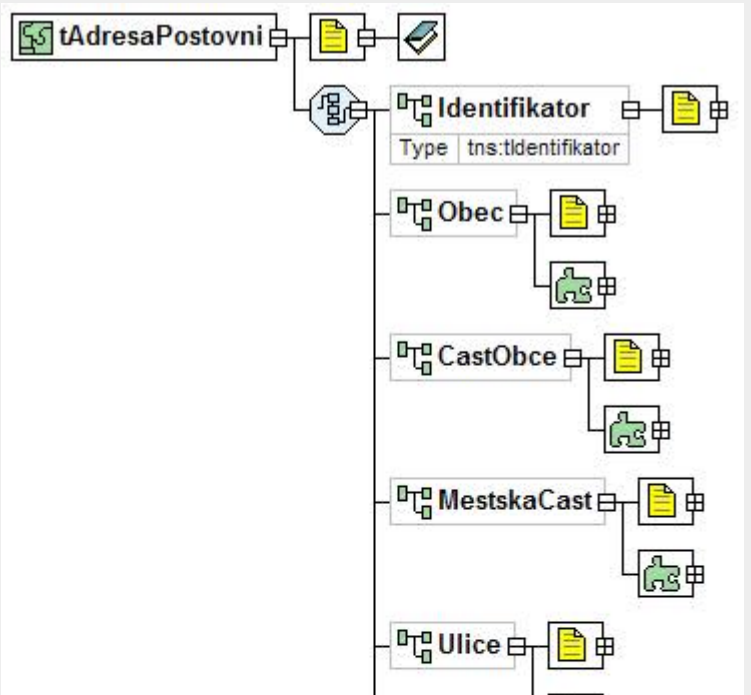 tAdresaPostovni
Identifikator
Type tns:tIdentifikator
Obec
CastObce
MestskaCast
Ulice